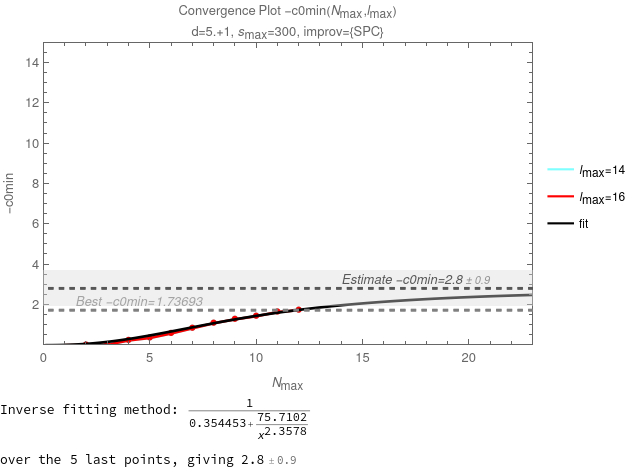 Convergence Plot −c0min(Nmax,lmax)
d=5.+1, smax=300, improv={SPC}
14
12
10
8
6
4
2
−c0min
Estimate −c0min=2.8 ± 0.9
Best −c0min=1.73693
0 5 10 15 20
Nmax
lmax=14
lmax=16
fit
Inverse fitting method: 1
0.354453+ 75.7102
x^2.3578
over the 5 last points, giving 2.8 ± 0.9